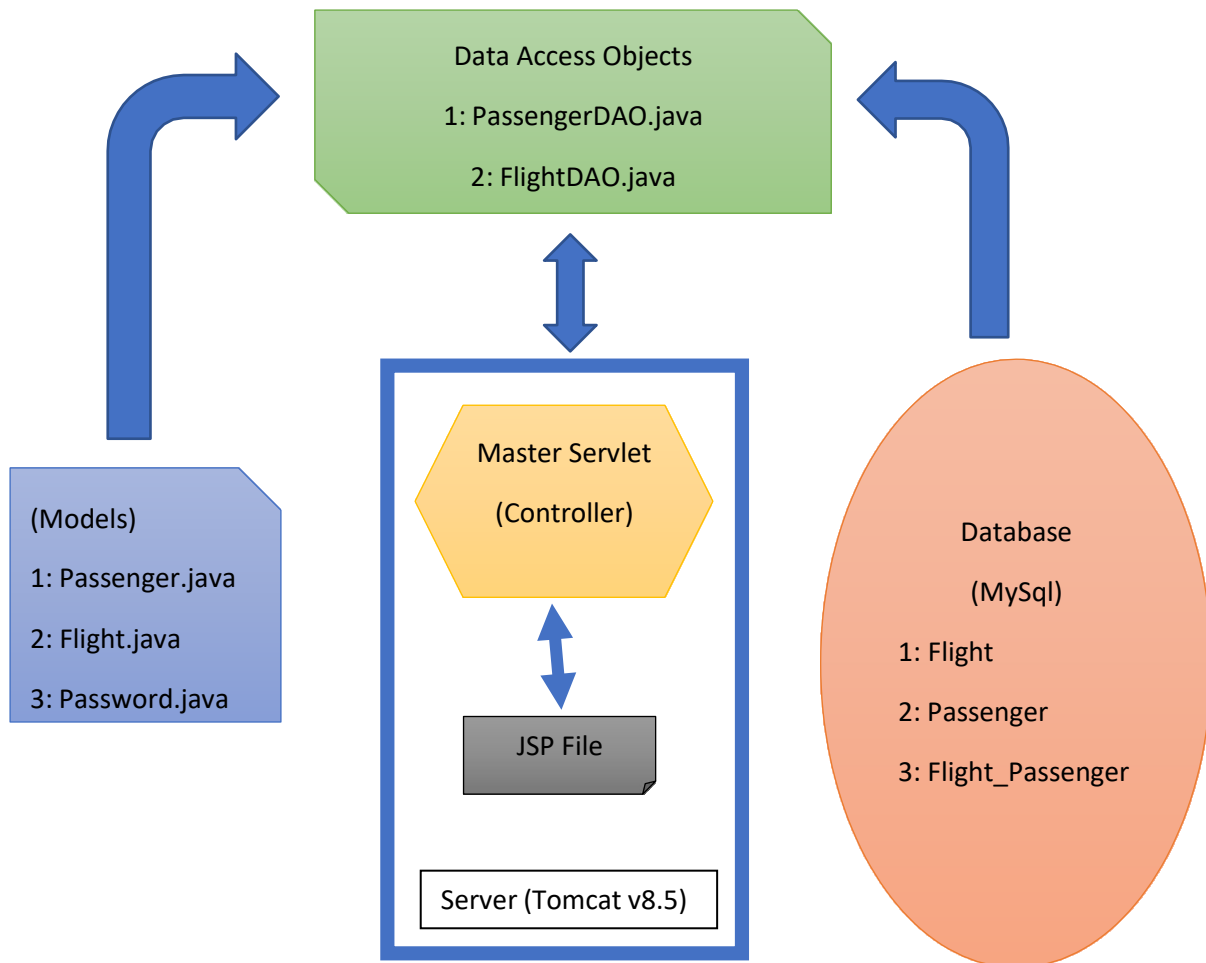 Data Access Objects
1: PassengerDAO.java
2: FlightDAO.java
(Models)
1: Passenger.java
2: Flight.java
3: Password.java
Master Servlet
(Controller)
JSP File
Server (Tomcat v8.5)
Database
(MySql)
1: Flight
2: Passenger
3: Flight_Passenger